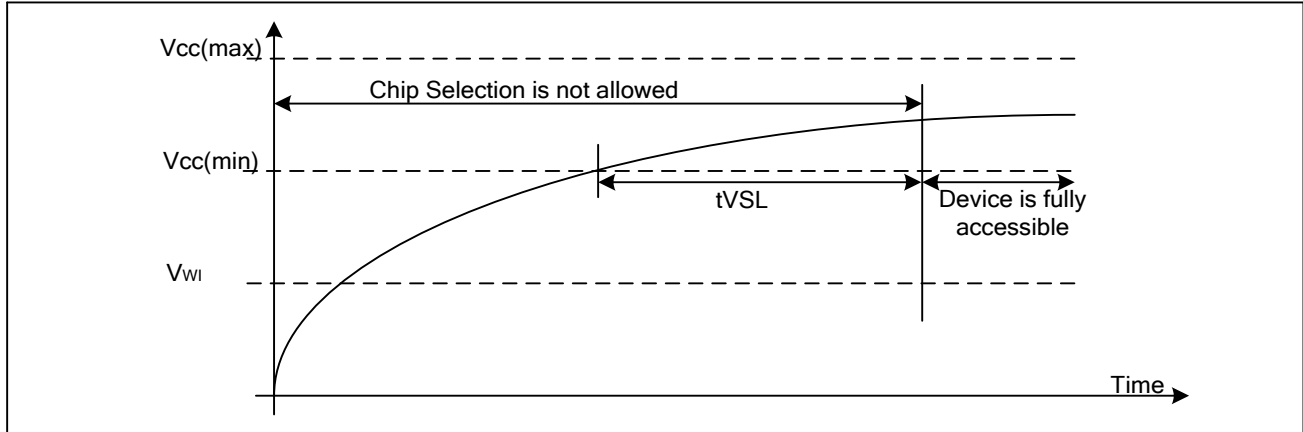 Vcc(max)
Chip Selection is not allowed
Vcc(min)
tVSL
Device is fully
accessible
VWI
Time